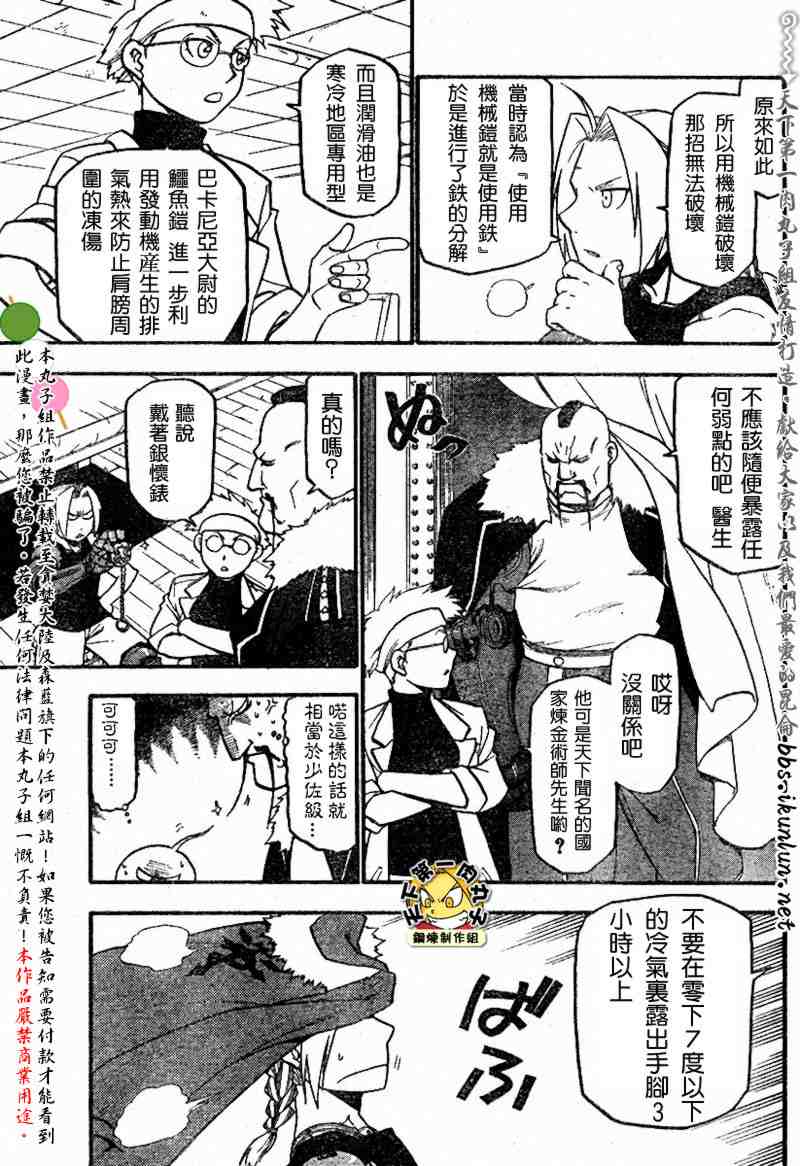 原來如此
所以用機械鎧破壞
那招無法破壞
當時認為『使用
機械鎧就是使用鉄』
於是進行了鉄的分解
而且潤滑油也是
寒冷地區專用型
巴卡尼亞大尉的
鱷魚鎧 進一步利
用發動機產生的排
氣熱來防止肩膀周
圍的凍傷
不應該隨便暴露任
何弱點的吧 醫生
ぬっ
哎呀
沒關係吧
他可是天下聞名的國
家煉金術師先生喲？
真的嗎？
聽說
戴著銀懷錶
喏這樣的話就
相當於少佐級…
可可可……
不要在零下7度以下
的冷氣裏露出手腳3
小時以上
ばふ
天下第一肉丸子
鋼煉制作組
天下第一肉丸子組友情打造，獻給大家以及我們最愛的昆侖 bbs.ikunlun.net
本丸子組作品禁止轉載至貪婪大陸及森藍旗下的任何網站！如果您被告知需要付款才能看到
此漫畫，那麼您被騙了。若發生任何法律問題本丸子組一慨不負責！本作品嚴禁商業用途。